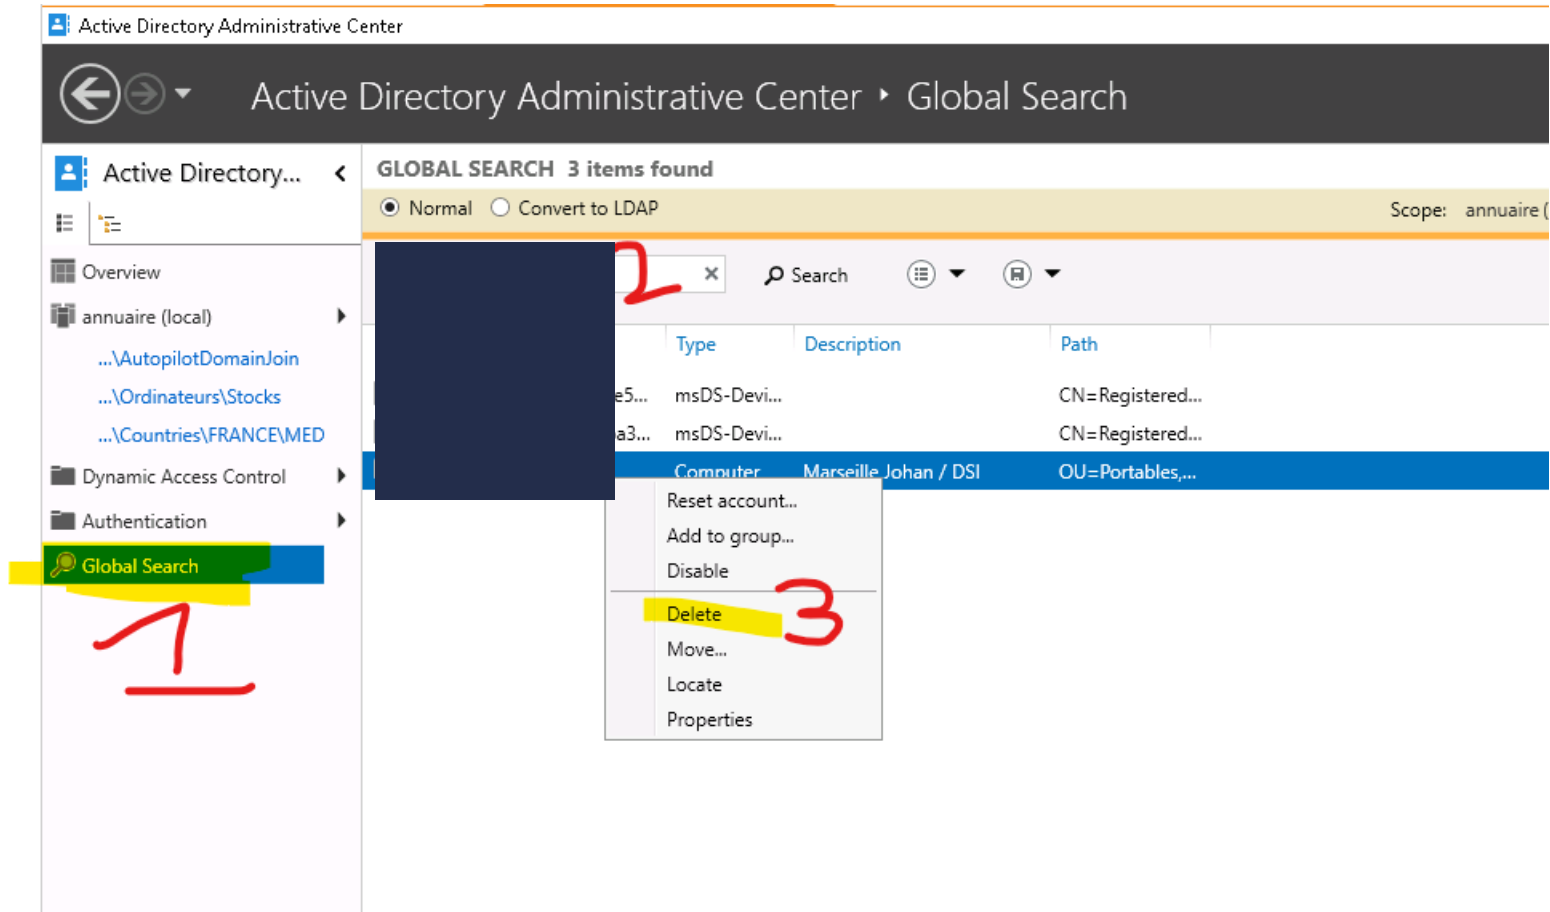 Active Directory Administrative Center
Active Directory Administrative Center • Global Search
Active Directory...
GLOBAL SEARCH 3 items found
Normal Convert to LDAP
Scope: annuaire (
2
Search
Overview
annuaire (local)
...\AutopilotDomainJoin
...\Ordinateurs\Stocks
...\Countries\FRANCE\MED
Dynamic Access Control
Authentication
Global Search
1
Type Description Path
e5... msDS-Devi... CN=Registered...
a3... msDS-Devi... CN=Registered...
Computer Marseille Johan / DSI OU=Portables,...
Reset account...
Add to group...
Disable
Delete
3
Move...
Locate
Properties